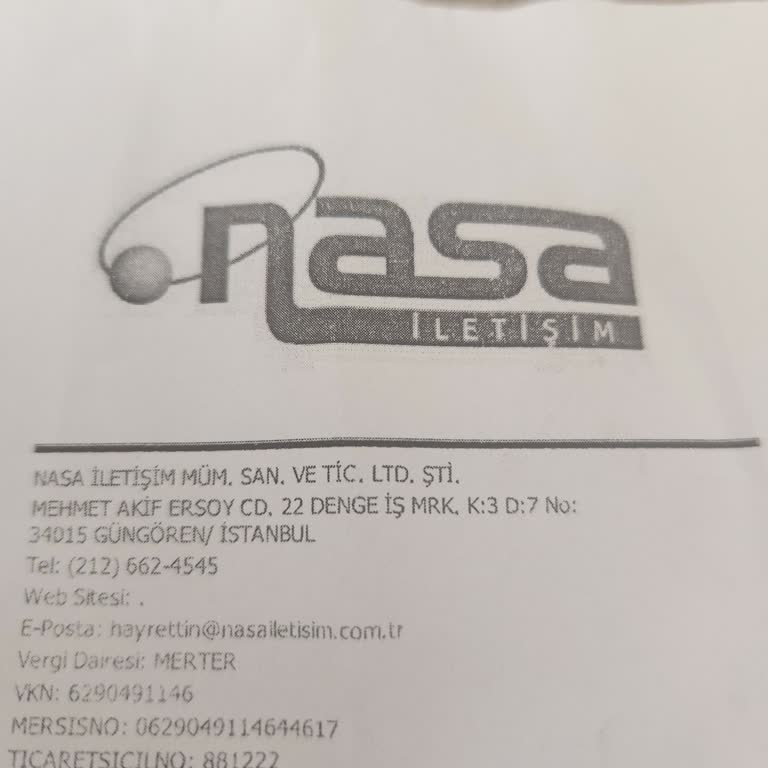 nasa
İLETİŞİM
NASA İLETİŞİM MÜM. SAN. VE TİC. LTD. ŞTİ.
MEHMET AKİF ERSOY CD. 22 DENGE İŞ MRK. K:3 D:7 No:
34015 GÜNGÖREN/ İSTANBUL
Tel: (212) 662-4545
Web Sitesi: .
E-Posta: hayrettin@nasailetisim.com.tr
Vergi Dairesi: MERTER
VKN: 6290491146
MERSISNO: 0629049114644617
TICARETSICILNO: 881222